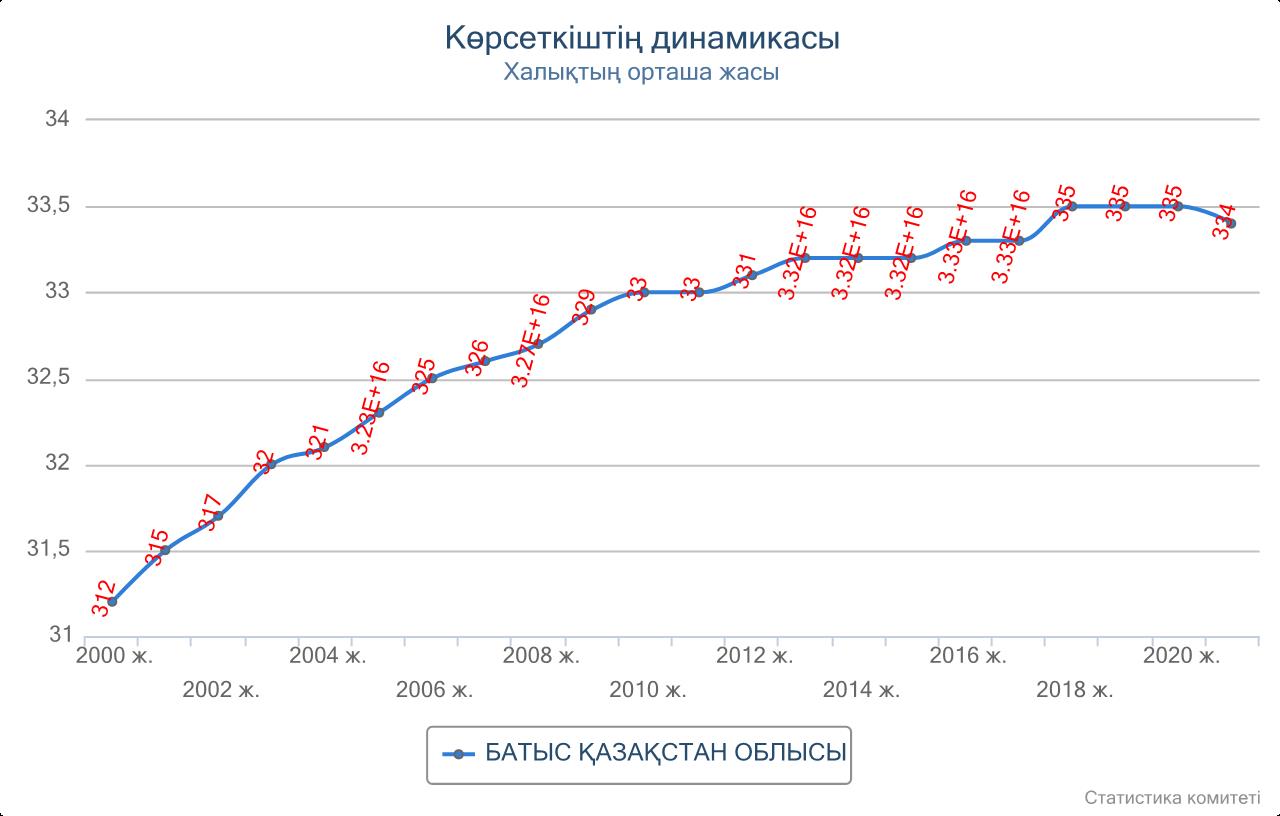 Көрсеткіштің динамикасы
Халықтың орташа жасы
34
33,5
33
32,5
32
31,5
31
312
315
317
32
321
3.23E+16
325
326
3.27E+16
329
33
33
331
3.32E+16
3.32E+16
3.32E+16
3.33E+16
3.33E+16
335
335
335
334
2000 ж. 2004 ж. 2008 ж. 2012 ж. 2016 ж. 2020 ж.
2002 ж. 2006 ж. 2010 ж. 2014 ж. 2018 ж.
БАТЫС ҚАЗАҚСТАН ОБЛЫСЫ
Статистика комитеті